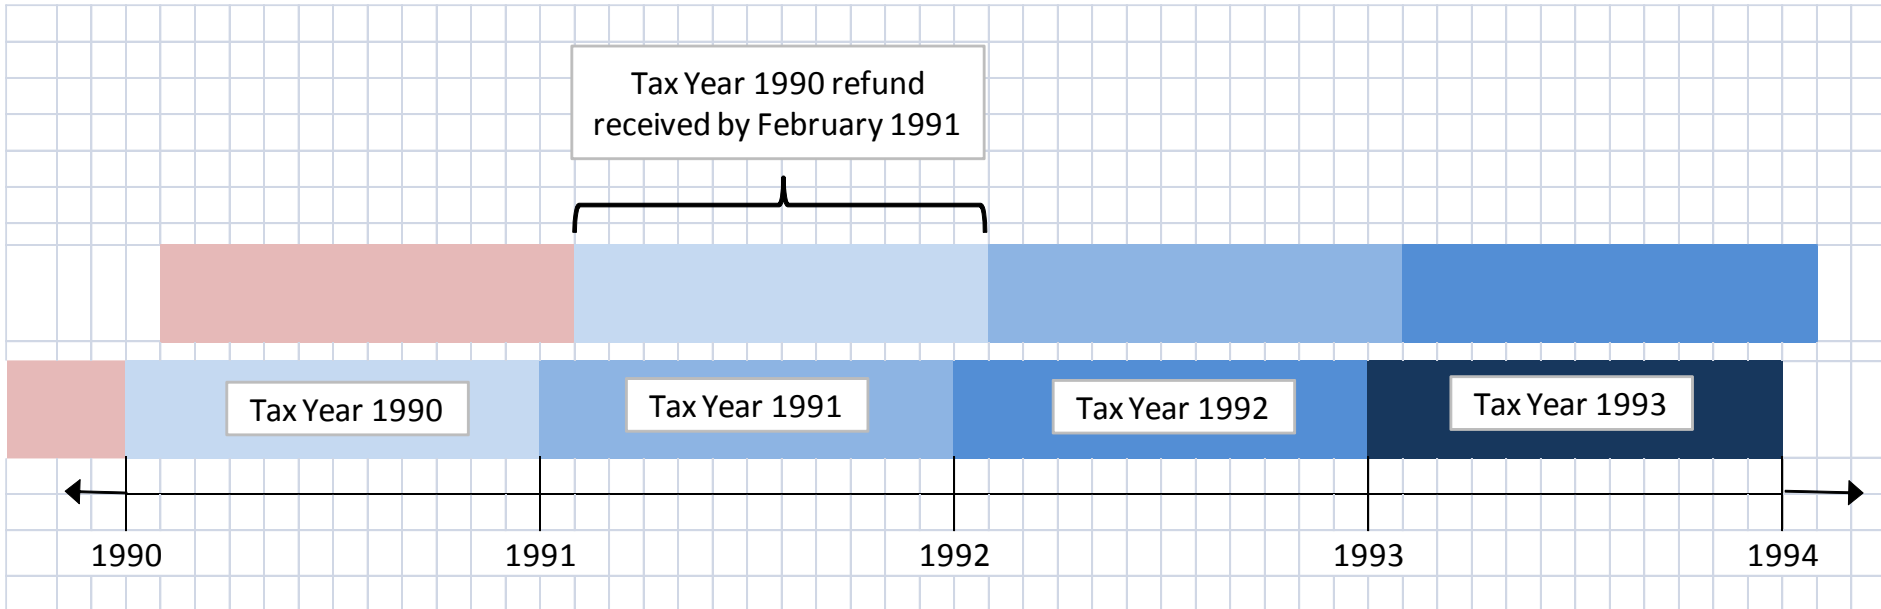 Tax Year 1990 refund
received by February 1991
Tax Year 1990
Tax Year 1991
Tax Year 1992
Tax Year 1993
1990
1991
1992
1993
1994